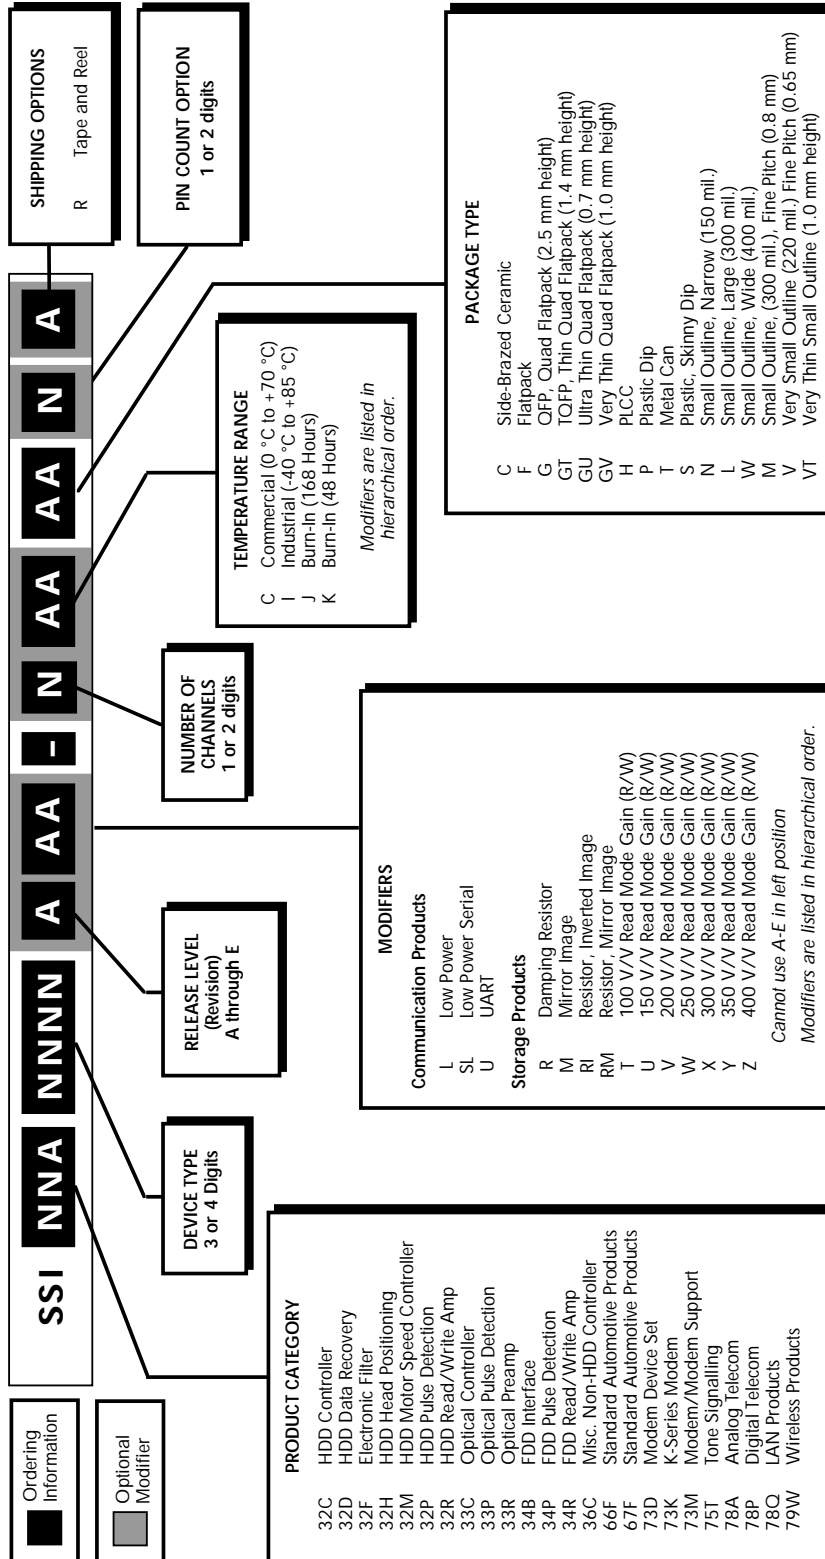 Ordering
Information
Optional
Modifier
SSI NNA NNNN A AA – N AA AA N A
PRODUCT CATEGORY
32C HDD Controller
32D HDD Data Recovery
32F Electronic Filter
32H HDD Head Positioning
32M HDD Motor Speed Controller
32P HDD Pulse Detection
32R HDD Read/Write Amp
33C Optical Controller
33P Optical Pulse Detection
33R Optical Preamp
34B FDD Interface
34P FDD Pulse Detection
34R FDD Read/Write Amp
36C Misc. Non-HDD Controller
66F Standard Automotive Products
67F Standard Automotive Products
73D Modem Device Set
73K K-Series Modem
73M Modem/Modem Support
75T Tone Signalling
78A Analog Telecom
78P Digital Telecom
78Q LAN Products
79W Wireless Products
DEVICE TYPE
3 or 4 Digits
RELEASE LEVEL
(Revision)
A through E
MODIFIERS
Communication Products
L Low Power
SL Low Power Serial
U UART
Storage Products
R Damping Resistor
M Mirror Image
RI Resistor, Inverted Image
RM Resistor, Mirror Image
T 100 V/V Read Mode Gain (R/W)
U 150 V/V Read Mode Gain (R/W)
V 200 V/V Read Mode Gain (R/W)
W 250 V/V Read Mode Gain (R/W)
X 300 V/V Read Mode Gain (R/W)
Y 350 V/V Read Mode Gain (R/W)
Z 400 V/V Read Mode Gain (R/W)
Cannot use A-E in left position
Modifiers are listed in hierarchical order.
NUMBER OF
CHANNELS
1 or 2 digits
TEMPERATURE RANGE
C Commercial (0 °C to +70 °C)
I Industrial (-40 °C to +85 °C)
J Burn-In (168 Hours)
K Burn-In (48 Hours)
Modifiers are listed in
hierarchical order.
PACKAGE TYPE
C Side-Brazed Ceramic
F Flatpack
G QFP, Quad Flatpack (2.5 mm height)
GT TQFP, Thin Quad Flatpack (1.4 mm height)
GU Ultra Thin Quad Flatpack (0.7 mm height)
GV Very Thin Quad Flatpack (1.0 mm height)
H PLCC
P Plastic Dip
T Metal Can
S Plastic, Skinny Dip
N Small Outline, Narrow (150 mil.)
L Small Outline, Large (300 mil.)
W Small Outline, Wide (400 mil.)
M Small Outline, (300 mil.), Fine Pitch (0.8 mm)
V Very Small Outline (220 mil.) Fine Pitch (0.65 mm)
VT Very Thin Small Outline (1.0 mm height)
PIN COUNT OPTION
1 or 2 digits
SHIPPING OPTIONS
R Tape and Reel